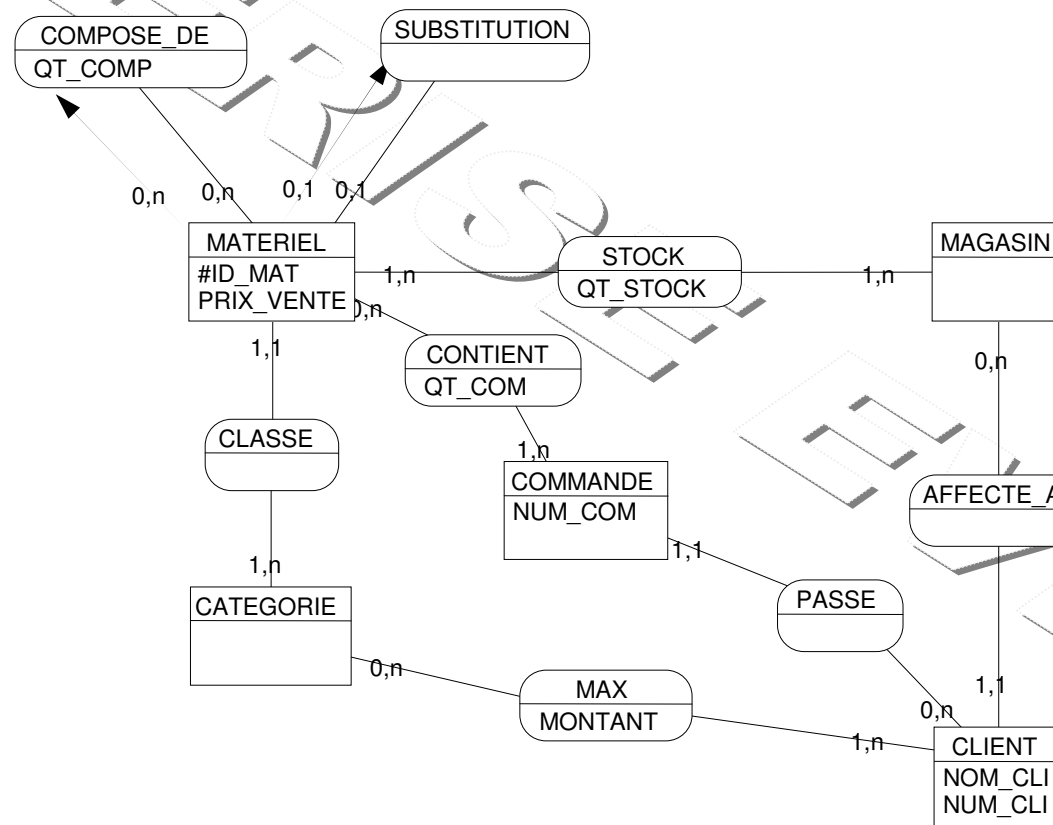 COMPOSE_DE
QT_COMP
SUBSTITUTION
0,n
0,n
0,1
0,1
MATERIEL
#ID_MAT
PRIX_VENTE
1,n
STOCK
QT_STOCK
1,n
MAGASIN
0,n
1,1
CONTIENT
QT_COM
0,n
CLASSE
1,n
COMMANDE
NUM_COM
AFFECTE_A
1,1
1,n
CATEGORIE
PASSE
0,n
MAX
MONTANT
1,1
0,n
1,n
CLIENT
NOM_CLI
NUM_CLI